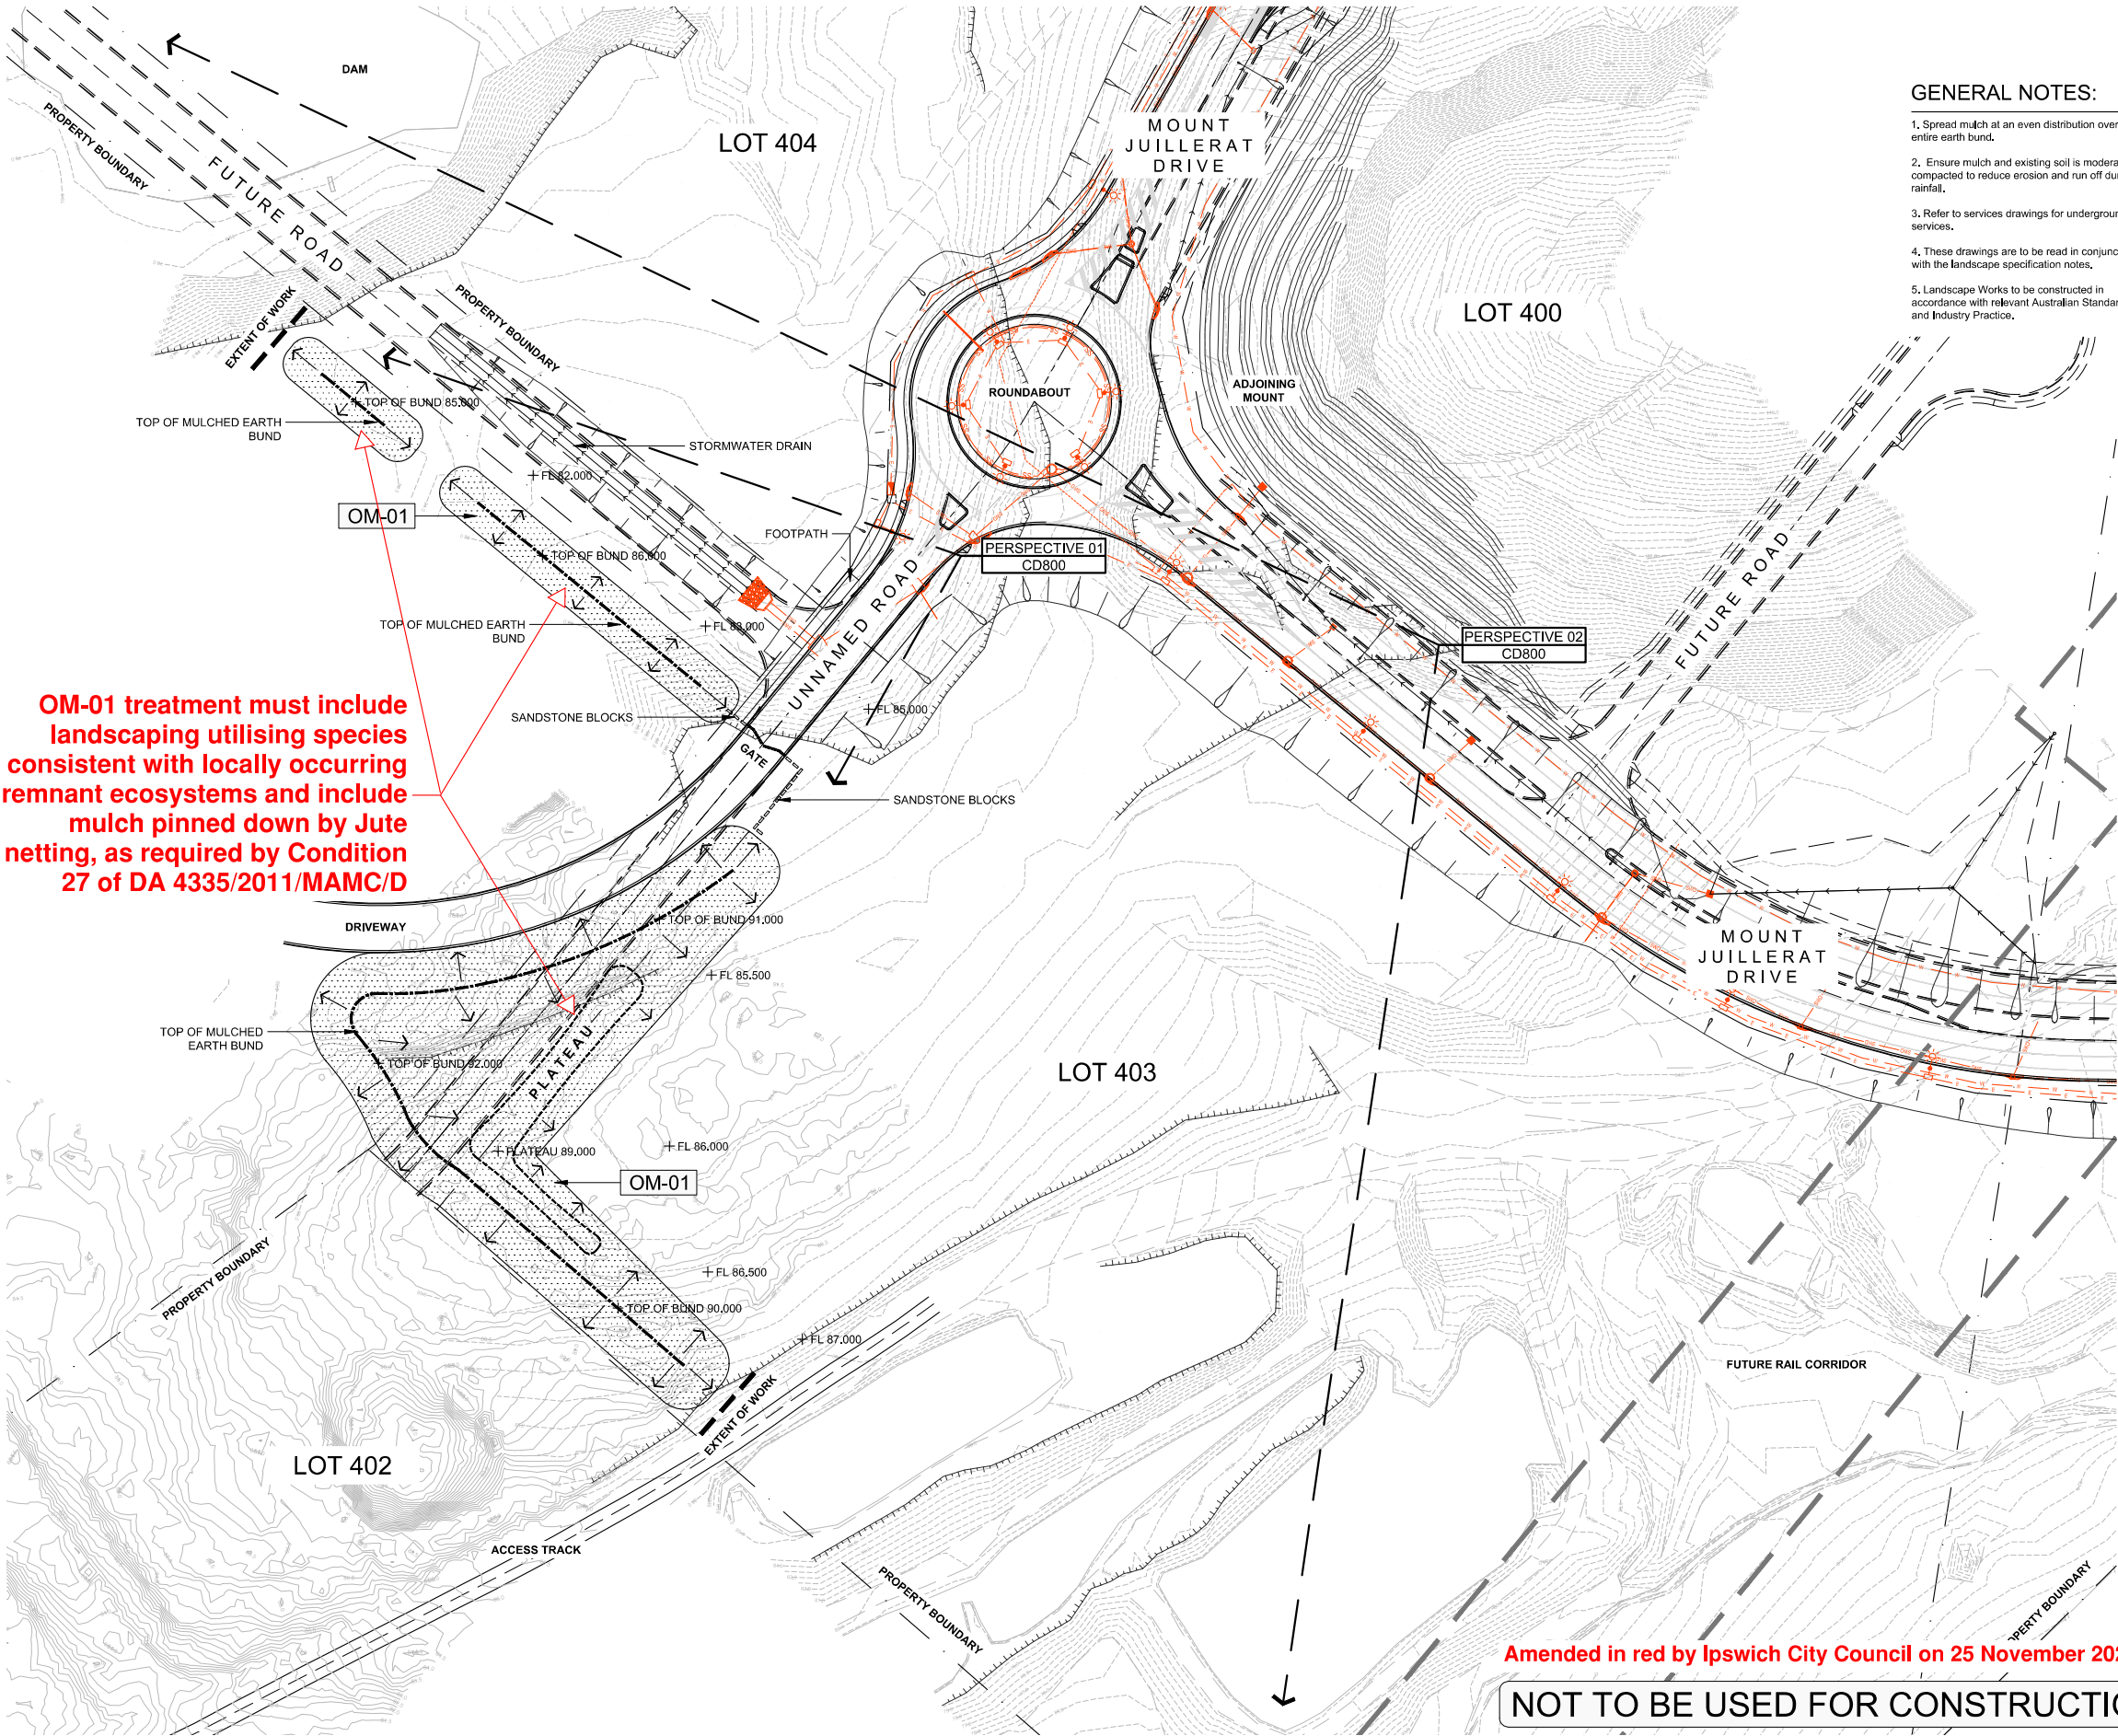 DAM
PROPERTY BOUNDARY
FUTURE
ROAD
LOT 404
MOUNT
JUILLERAT
DRIVE
GENERAL NOTES:
1. Spread mulch at an even distribution over
entire earth bund.
2. Ensure mulch and existing soil is
compacted to reduce erosion and run off
rainfall.
3. Refer to services drawings for
services.
4. These drawings are to be read in
with the landscape specification notes.
5. Landscape Works to be constructed in
accordance with relevant Australian
and Industry Practice.
EXTENT OF WORK
PROPERTY BOUNDARY
LOT 400
ROUNDABOUT
ADJOINING
MOUNT
TOP OF BUND 85.000
TOP OF MULCHED EARTH
BUND
STORMWATER DRAIN
FL 82.000
OM-01
FOOTPATH
PERSPECTIVE 01
CD800
TOP OF BUND 86.000
UNNAMED ROAD
FUTURE ROAD
TOP OF MULCHED EARTH
BUND
FL 83.000
PERSPECTIVE 02
CD800
OM-01 treatment must include
landscaping utilising species
consistent with locally occurring
remnant ecosystems and include
mulch pinned down by Jute
netting, as required by Condition
27 of DA 4335/2011/MAMC/D
SANDSTONE BLOCKS
FL 85.000
GATE
SANDSTONE BLOCKS
DRIVEWAY
TOP OF BUND 91.000
MOUNT
JUILLERAT
DRIVE
FL 85.500
TOP OF MULCHED
EARTH BUND
TOP OF BUND 92.000
PLATEAU
LOT 403
FL 86.000
PLATEAU 89.000
OM-01
PROPERTY BOUNDARY
FL 86.500
TOP OF BUND 90.000
FL 87.000
FUTURE RAIL CORRIDOR
EXTENT OF WORK
LOT 402
ACCESS TRACK
PROPERTY BOUNDARY
BOUNDARY
Amended in red by Ipswich City Council on 25 November
NOT TO BE USED FOR